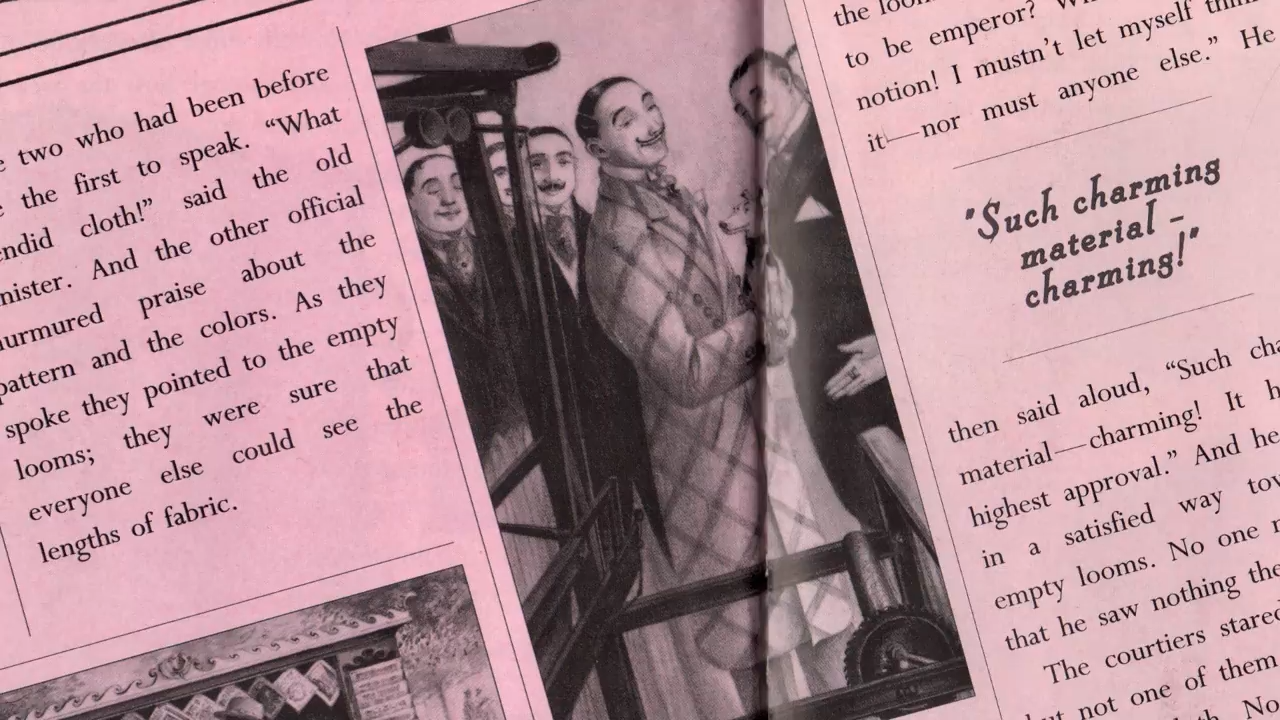 two who had been before
the first to speak. "What
cloth!" said the old
And the other official
praise about the
pattern and the colors. As they
spoke they pointed to the empty
looms; they were sure that
everyone else could see the
lengths of fabric.
the
to be emperor?
notion! I mustn't let myself
it—nor must anyone else." He
"Such charming
material –
charming!"
then said aloud, "Such
material—charming! It
highest approval." And he
in a satisfied way
empty looms. No one
that he saw nothing
The courtiers stared
not one of them
No